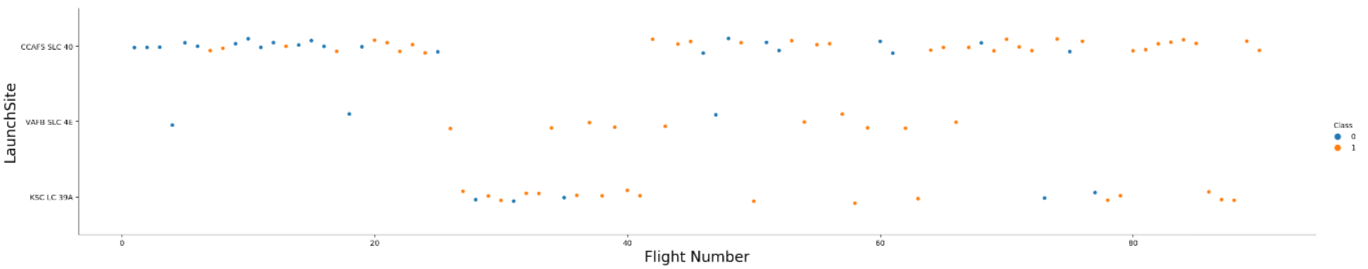 LaunchSite
CCAFS SLC 40
VAFB SLC 4E
KSC LC 39A
0 20 40 60 80
Flight Number
Class
0
1